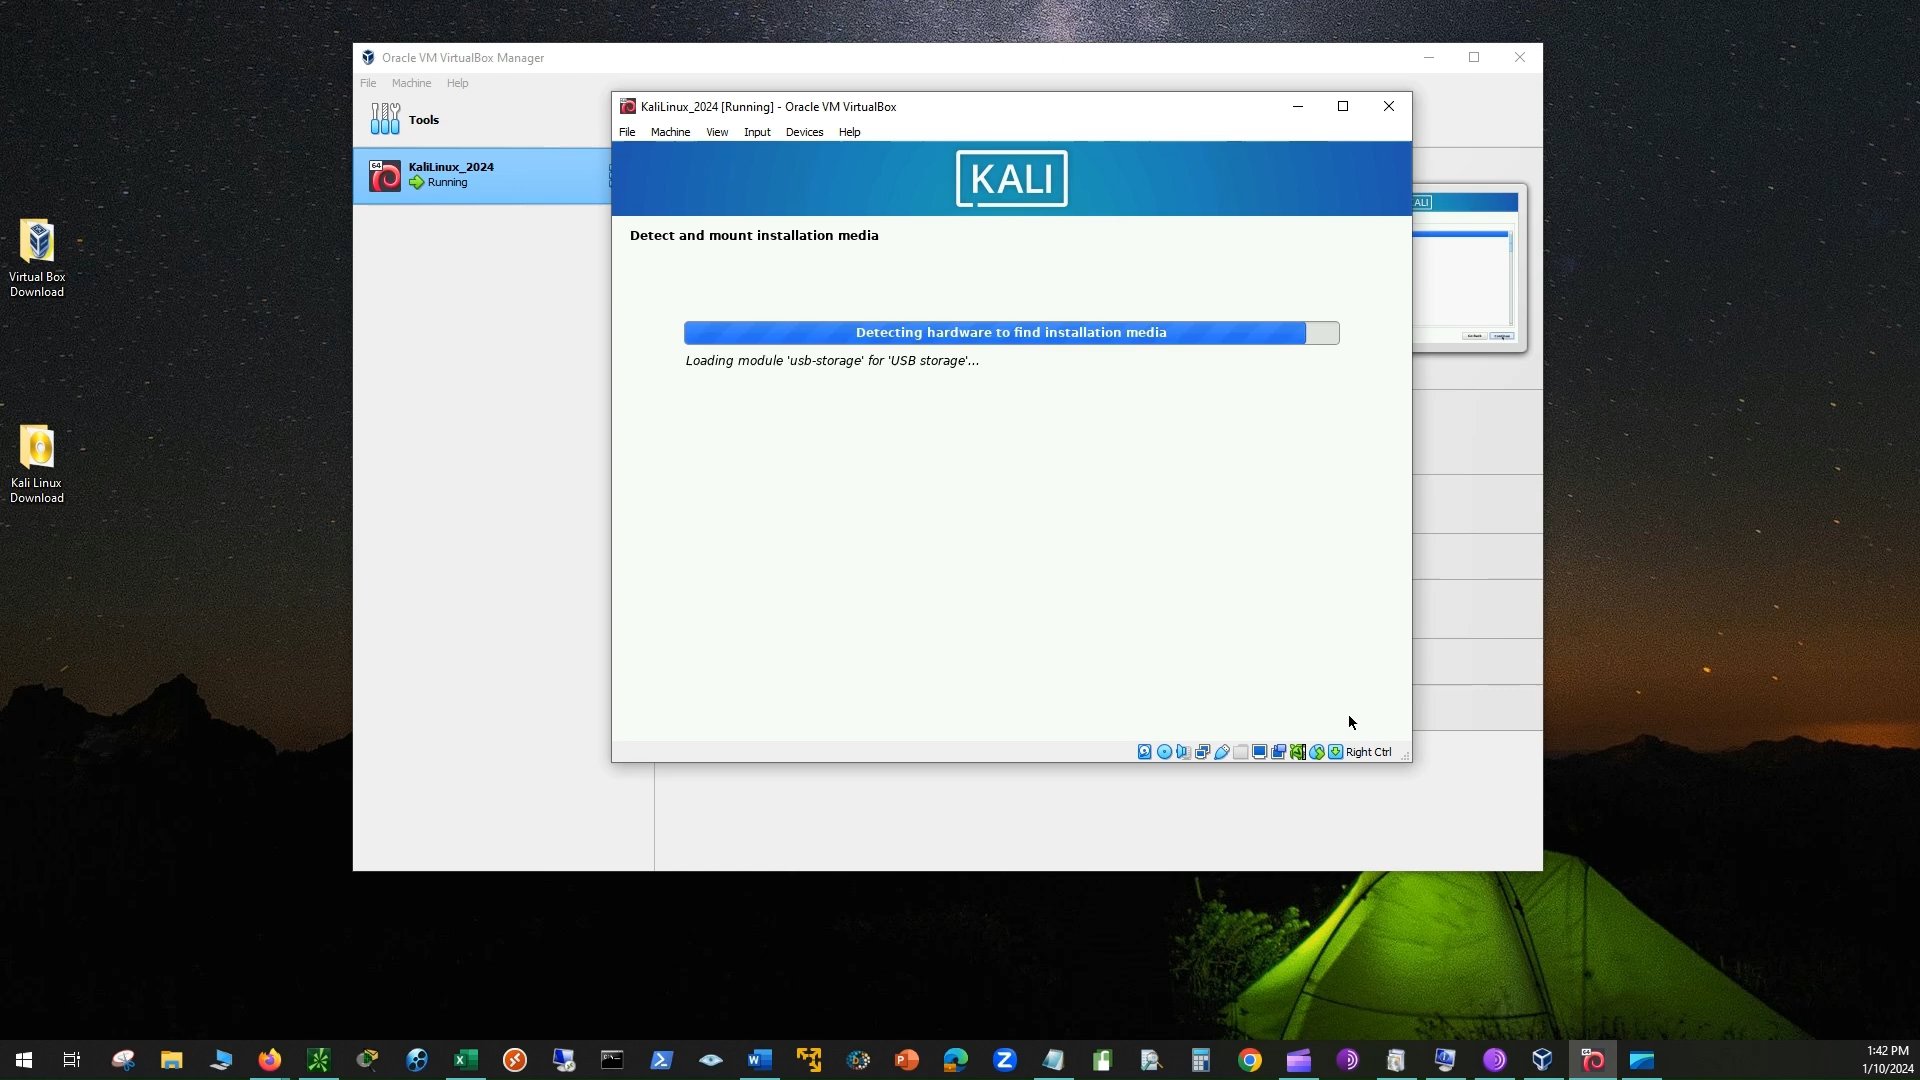 Oracle VM VirtualBox Manager
File Machine Help
Tools
64
KaliLinux_2024
Running
KaliLinux_2024 [Running] - Oracle VM VirtualBox
File Machine View Input Devices Help
KALI
Detect and mount installation media
Detecting hardware to find installation media
Loading module 'usb-storage' for 'USB storage'...
Right Ctrl
ALI
Virtual Box
Download
Kali Linux
Download
1:42 PM
1/10/2024